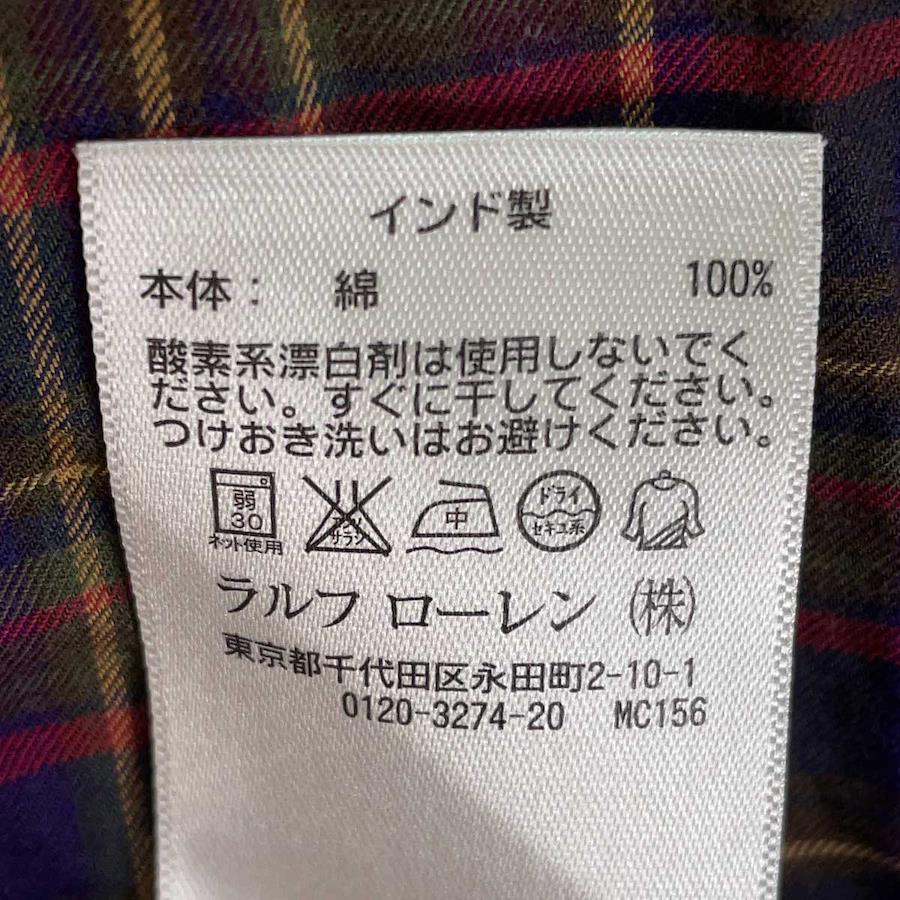 インド製
本体: 綿 100%
酸素系漂白剤は使用しないでく
ださい。すぐに干してください。
つけおき洗いはお避けください。
弱 中 ドライ
30 サラシ セキユ系
ネット使用
ラルフ ローレン (株)
東京都千代田区永田町2-10-1
0120-3274-20 MC156